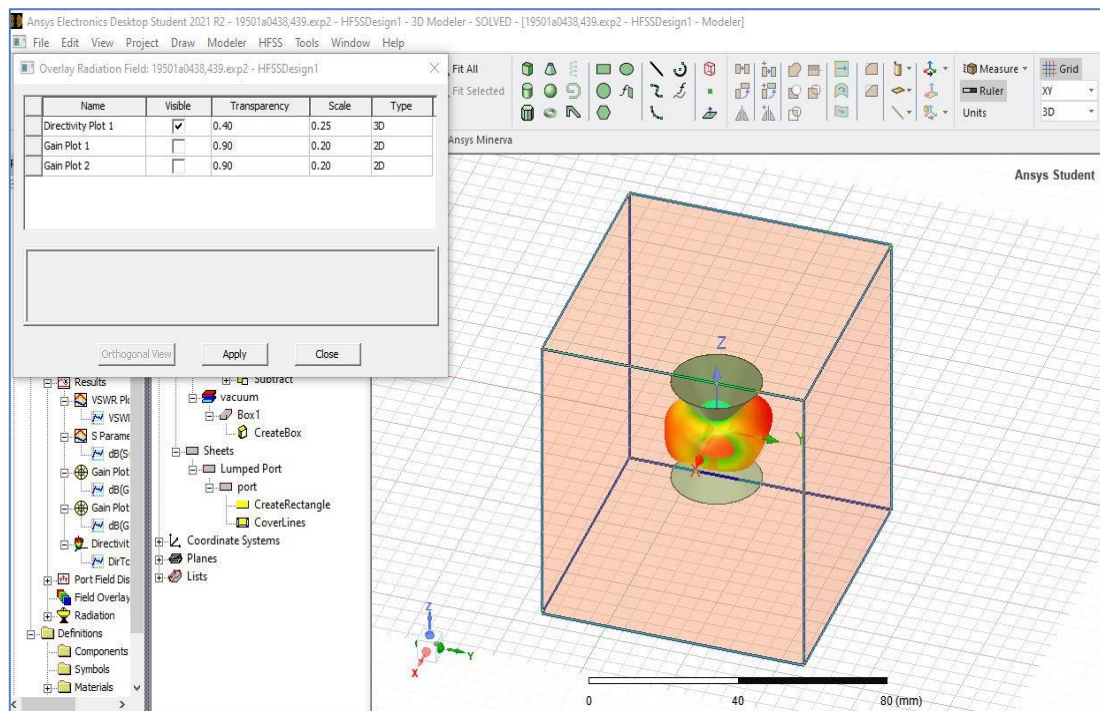 Ansys Electronics Desktop Student 2021 R2 - 19501a0438,439.exp2 - HFSSDesign1 - 3D Modeler - SOLVED - [19501a0438,439.exp2 - HFSSDesign1 - Modeler]
File Edit View Project Draw Modeler HFSS Tools Window Help
Overlay Radiation Field: 19501a0438,439.exp2 - HFSSDesign1
Name Visible Transparency Scale Type
Directivity Plot 1 0.40 0.25 3D
Gain Plot 1 0.90 0.20 2D
Gain Plot 2 0.90 0.20 2D
Orthogonal View Apply Close
Fit All
Fit Selected
Measure
Ruler
Units
Grid
XY
3D
Ansys Minerva
Ansys Student
Results
VSWR Plo
VSWI
S Parame
dB(S
Gain Plot
dB(G
Gain Plot
dB(G
Directivit
DirTo
Port Field Dis
Field Overlay
Radiation
Definitions
Components
Symbols
Materials
Subtract
vacuum
Box1
CreateBox
Sheets
Lumped Port
port
CreateRectangle
CoverLines
Coordinate Systems
Planes
Lists
Z
Y
X
Z
Y
X
0 40 80 (mm)